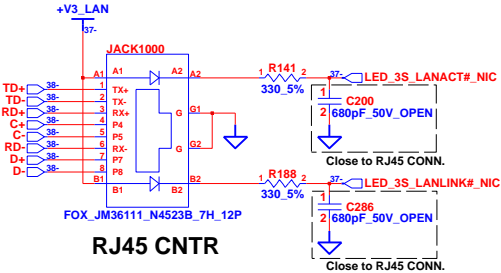 +V3_LAN
37-
JACK1000
A1 A1 A2 A2
1 R141 2
330_5%
37- LED_3S_LANACT#_NIC
TD+ 38- 1 TX+
TD- 38- 2 TX-
RD+ 38- 3 RX+
C+ 38- 4 P4
C- 38- 5 P5
RD- 38- 6 RX-
D+ 38- 7 P7
D- 38- 8 P8
G G1
G G2
1 C200
2 680pF_50V_OPEN
Close to RJ45 CONN.
B1 B1 B2 B2
1 R188 2
330_5%
37- LED_3S_LANLINK#_NIC
1 C286
2 680pF_50V_OPEN
Close to RJ45 CONN.
FOX_JM36111_N4523B_7H_12P
RJ45 CNTR